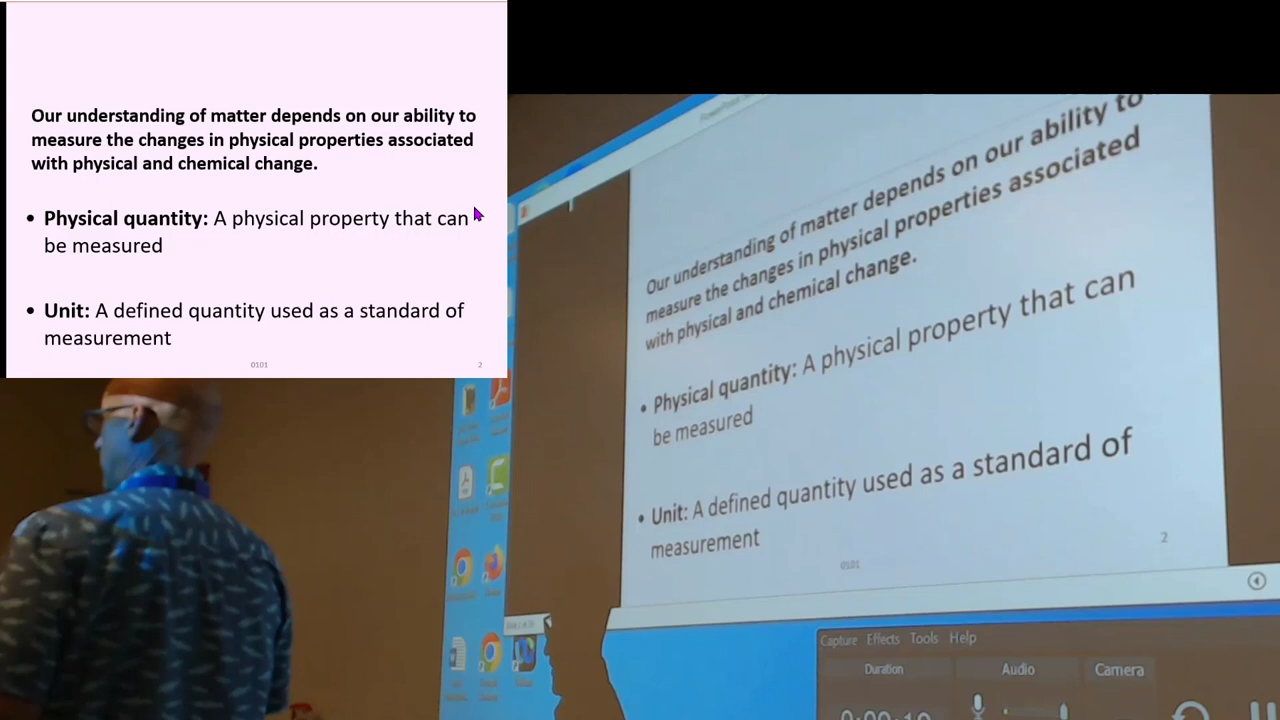 Our understanding of matter depends on our ability to
measure the changes in physical properties associated
with physical and chemical change.
• Physical quantity: A physical property that can
be measured
• Unit: A defined quantity used as a standard of
measurement
0101
2
Our understanding of matter depends on our ability to
measure the changes in physical properties associated
with physical and chemical change.
• Physical quantity: A physical property that can
be measured
• Unit: A defined quantity used as a standard of
measurement
0101
2
Capture Effects Tools Help
Duration Audio Camera